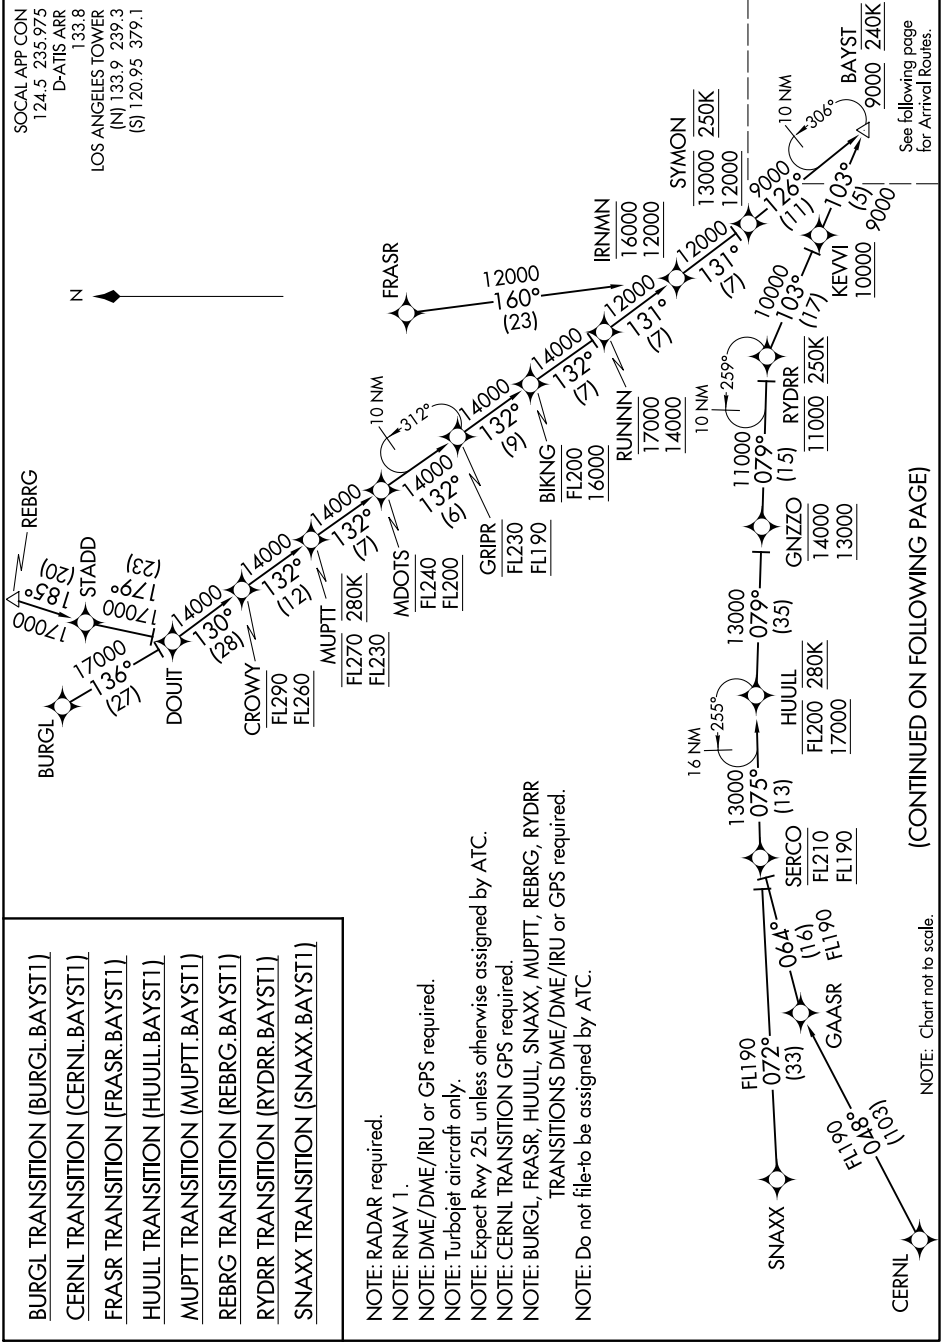 SOCAL APP CON
124.5 235.975
D-ATIS ARR
133.8
LOS ANGELES TOWER
(N) 133.9 239.3
(S) 120.95 379.1
BURGL TRANSITION (BURGL.BAYST1)
CERNL TRANSITION (CERNL.BAYST1)
FRASR TRANSITION (FRASR.BAYST1)
HUULL TRANSITION (HUULL.BAYST1)
MUPTT TRANSITION (MUPTT.BAYST1)
REBRG TRANSITION (REBRG.BAYST1)
RYDRR TRANSITION (RYDRR.BAYST1)
SNAXX TRANSITION (SNAXX.BAYST1)
NOTE: RADAR required.
NOTE: RNAV 1.
NOTE: DME/DME/IRU or GPS required.
NOTE: Turbojet aircraft only.
NOTE: Expect Rwy 25L unless otherwise assigned by ATC.
NOTE: CERNL TRANSITION GPS required.
NOTE: BURGL, FRASR, HUULL, SNAXX, MUPTT, REBRG, RYDRR
TRANSITIONS DME/DME/IRU or GPS required.
NOTE: Do not file-to be assigned by ATC.
N
REBRG
17000
185°
(20)
STADD
17000
179°
(23)
BURGL
17000
136°
(27)
DOUIT
14000
130°
(28)
CROWY
FL290
FL260
14000
132°
(12)
MUPTT
FL270 280K
FL230
14000
132°
(7)
MDOTS
FL240
FL200
10 NM
312°
14000
132°
(6)
GRIPR
FL230
FL190
14000
132°
(9)
BIKNG
FL200
16000
14000
132°
(7)
RUNNN
17000
14000
12000
131°
(7)
FRASR
12000
160°
(23)
IRNMN
16000
12000
12000
131°
(7)
SYMON
13000 250K
12000
9000
126°
(11)
10 NM
306°
BAYST
9000 240K
See following page
for Arrival Routes.
CERNL
FL190
048°
(103)
GAASR
064°
(16)
FL190
SNAXX
FL190
072°
(33)
SERCO
FL210
FL190
13000
075°
(13)
16 NM
255°
HUULL
FL200 280K
17000
13000
079°
(35)
GNZZO
14000
13000
11000
079°
(15)
10 NM
259°
RYDRR
11000 250K
10000
103°
(17)
KEVVI
10000
103°
(5)
9000
NOTE: Chart not to scale.
(CONTINUED ON FOLLOWING PAGE)